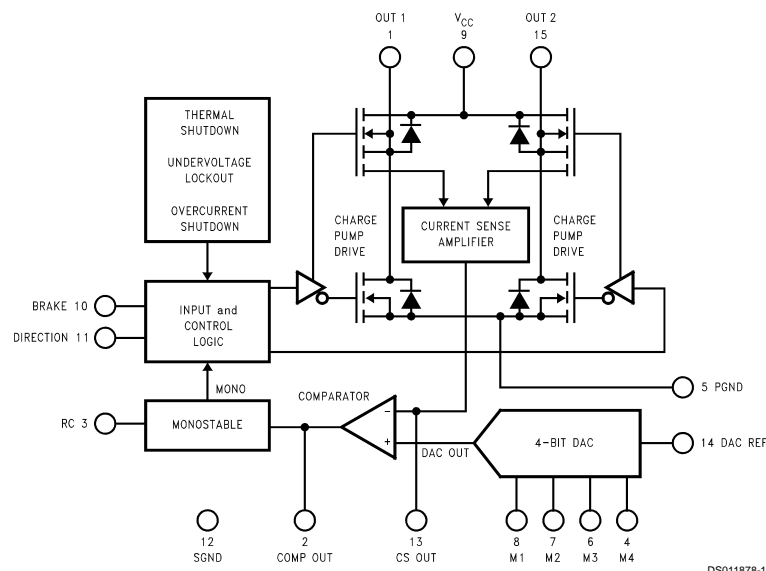 OUT 1
1
VCC
9
OUT 2
15
THERMAL
SHUTDOWN
UNDERVOLTAGE
LOCKOUT
OVERCURRENT
SHUTDOWN
CHARGE
PUMP
DRIVE
CURRENT SENSE
AMPLIFIER
CHARGE
PUMP
DRIVE
BRAKE 10
DIRECTION 11
INPUT and
CONTROL
LOGIC
MONO
5 PGND
RC 3
MONOSTABLE
COMPARATOR
-
+
DAC OUT
4-BIT DAC
14 DAC REF
12
SGND
2
COMP OUT
13
CS OUT
8
M1
7
M2
6
M3
4
M4
DS011878-1